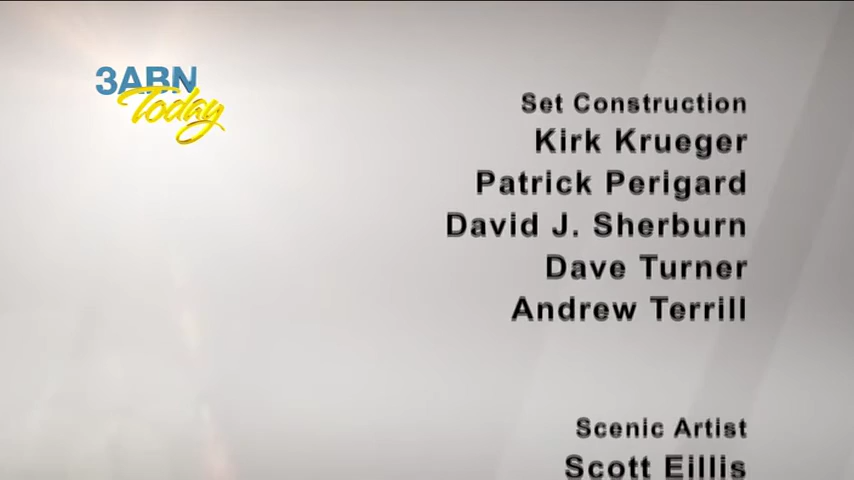 3ABN
Today
Set Construction
Kirk Krueger
Patrick Perigard
David J. Sherburn
Dave Turner
Andrew Terrill
Scenic Artist
Scott Eillis